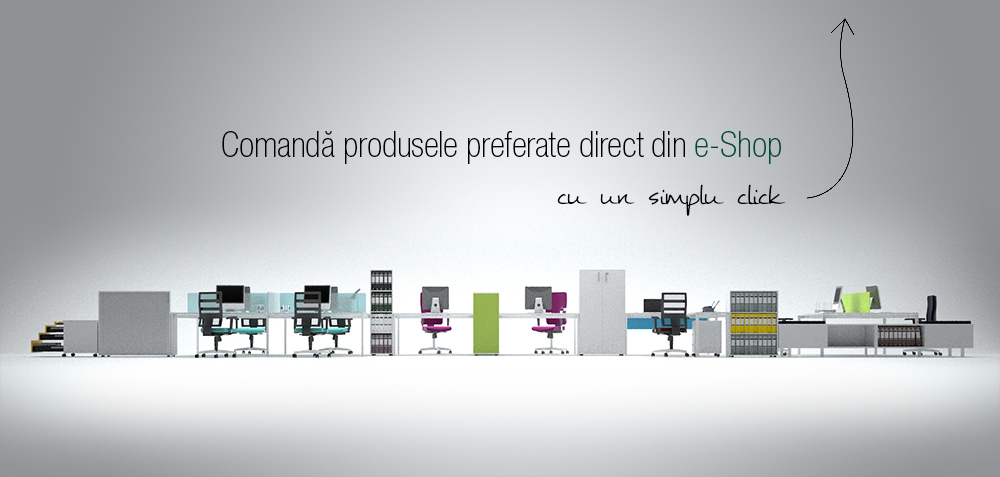 Comandă produsele preferate direct din e-Shop
cu un simplu click